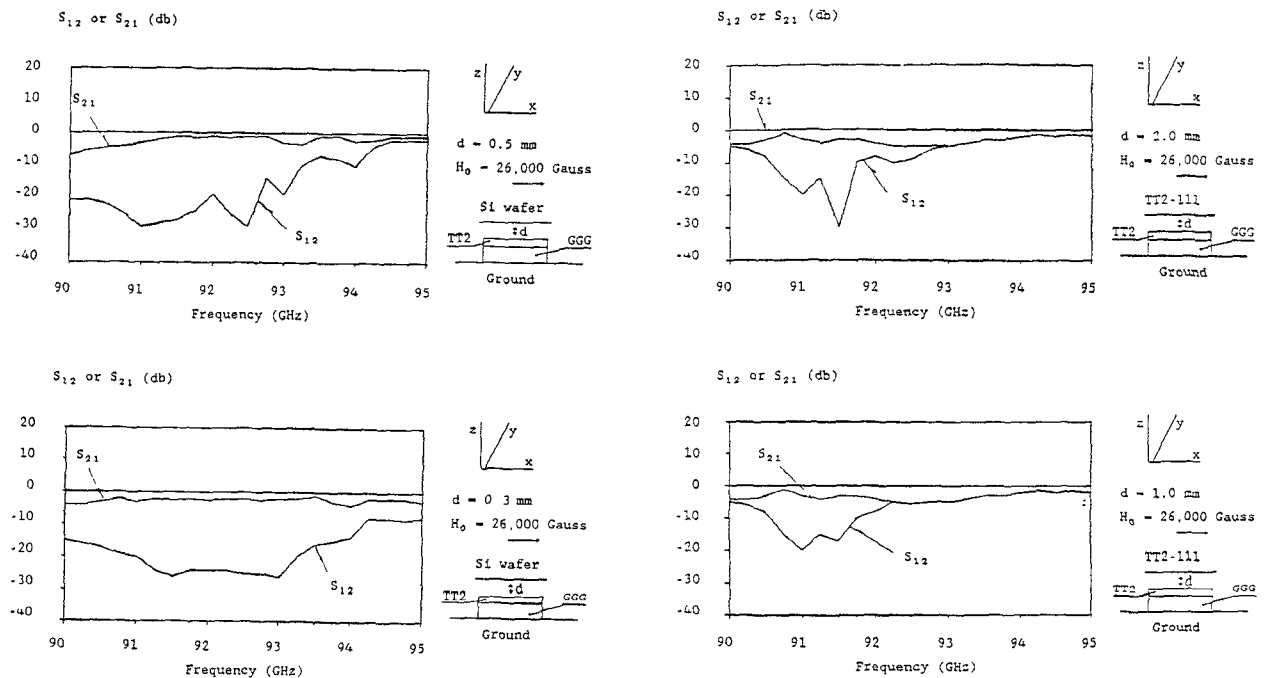 S12 or S21 (db)
20
10
0
-10
-20
-30
-40
S21
S12
90 91 92 93 94 95
Frequency (GHz)
z y
x
d = 0.5 mm
H0 = 26,000 Gauss
Si wafer
TT2 :d GGG
Ground
S12 or S21 (db)
20
10
0
-10
-20
-30
-40
S21
S12
90 91 92 93 94 95
Frequency (GHz)
z y
x
d = 2.0 mm
H0 = 26,000 Gauss
TT2-111
TT2 :d GGG
Ground
S12 or S21 (db)
20
10
0
-10
-20
-30
-40
S21
S12
90 91 92 93 94 95
Frequency (GHz)
z y
x
d = 0 3 mm
H0 = 26,000 Gauss
Si wafer
TT2 :d GGG
Ground
S12 or S21 (db)
20
10
0
-10
-20
-30
-40
S21
S12
90 91 92 93 94 95
Frequency (GHz)
z y
x
d = 1.0 mm
H0 = 26,000 Gauss
TT2-111
TT2 :d GGG
Ground